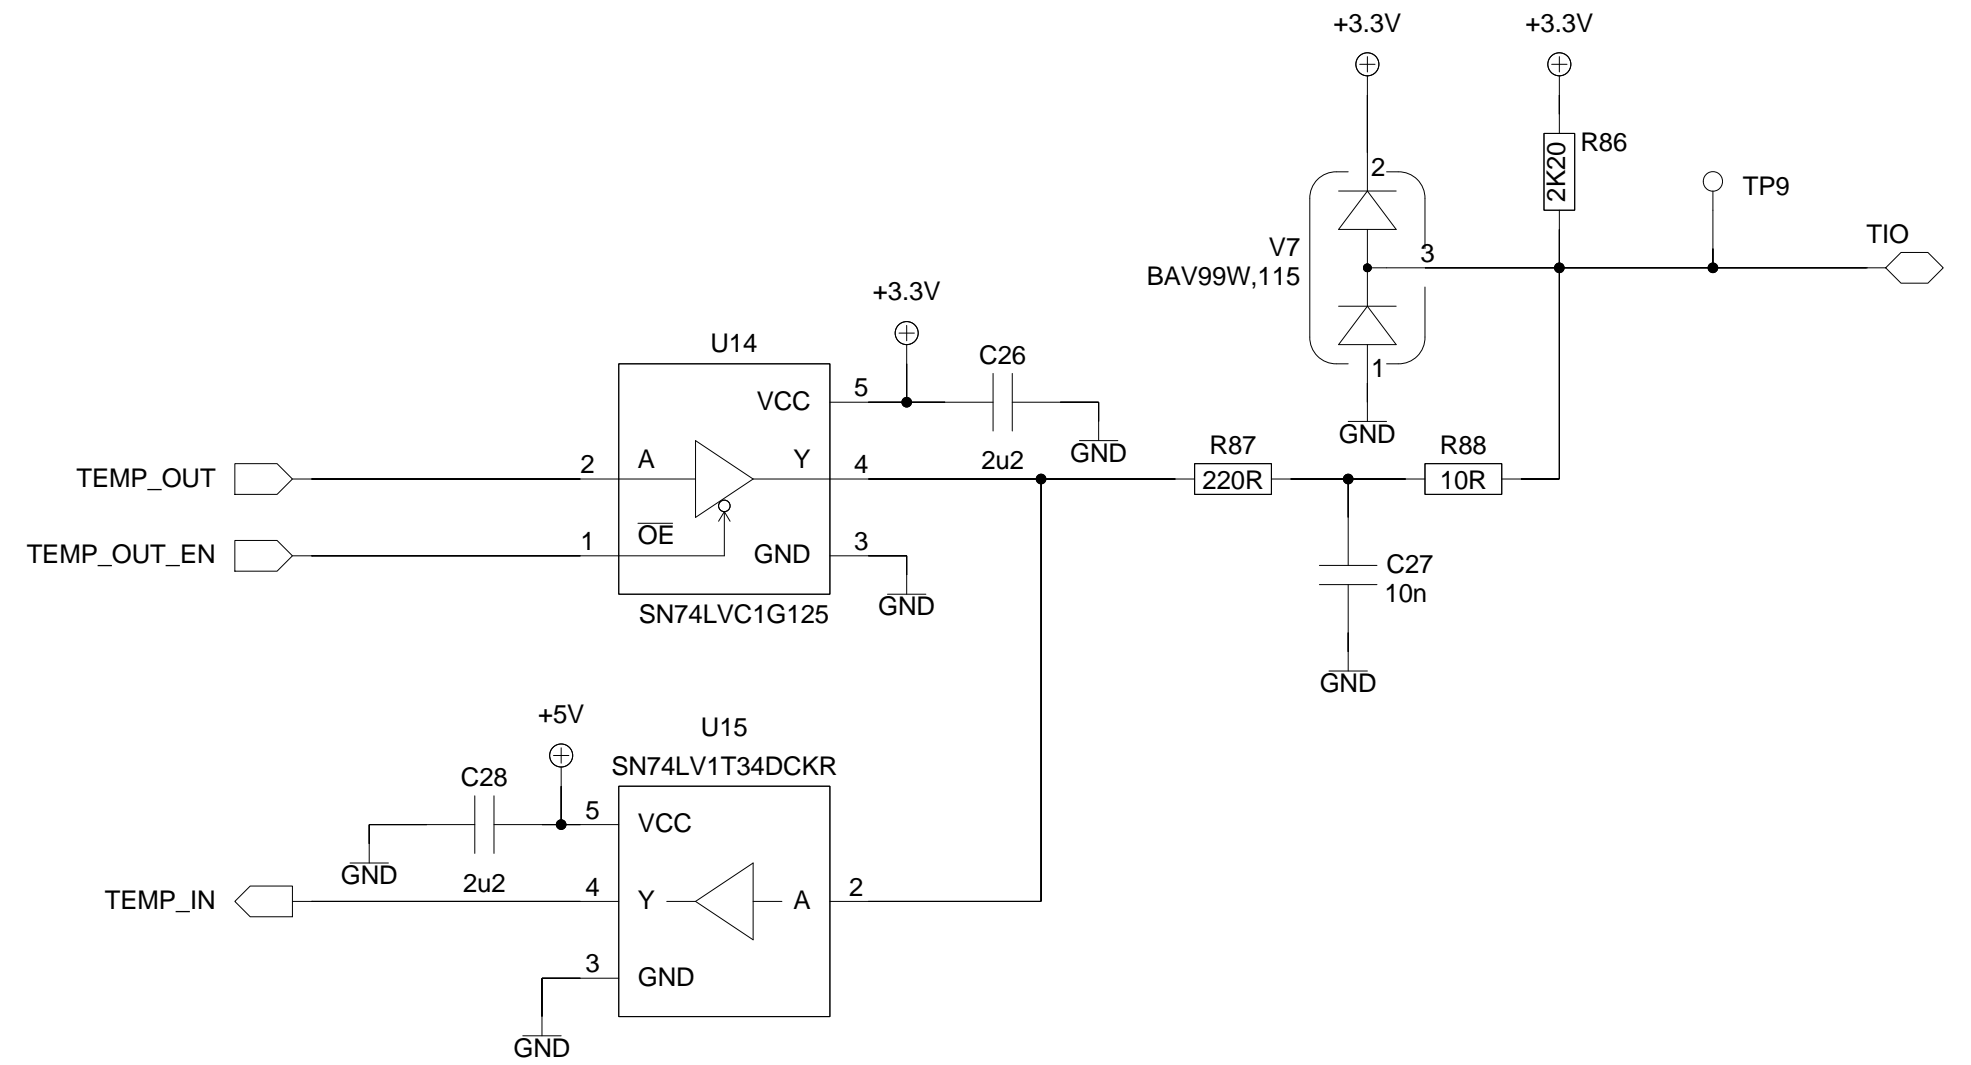 +3.3V
+3.3V
2
R86
2K20
TP9
V7
BAV99W,115
3
TIO
1
GND
+3.3V
U14
C26
5
VCC
GND
2u2
TEMP_OUT
2
A
Y
4
R87
220R
R88
10R
TEMP_OUT_EN
1
OE
GND
3
GND
SN74LVC1G125
C27
10n
GND
+5V
U15
SN74LV1T34DCKR
C28
5
VCC
GND
2u2
TEMP_IN
4
Y
A
2
3
GND
GND